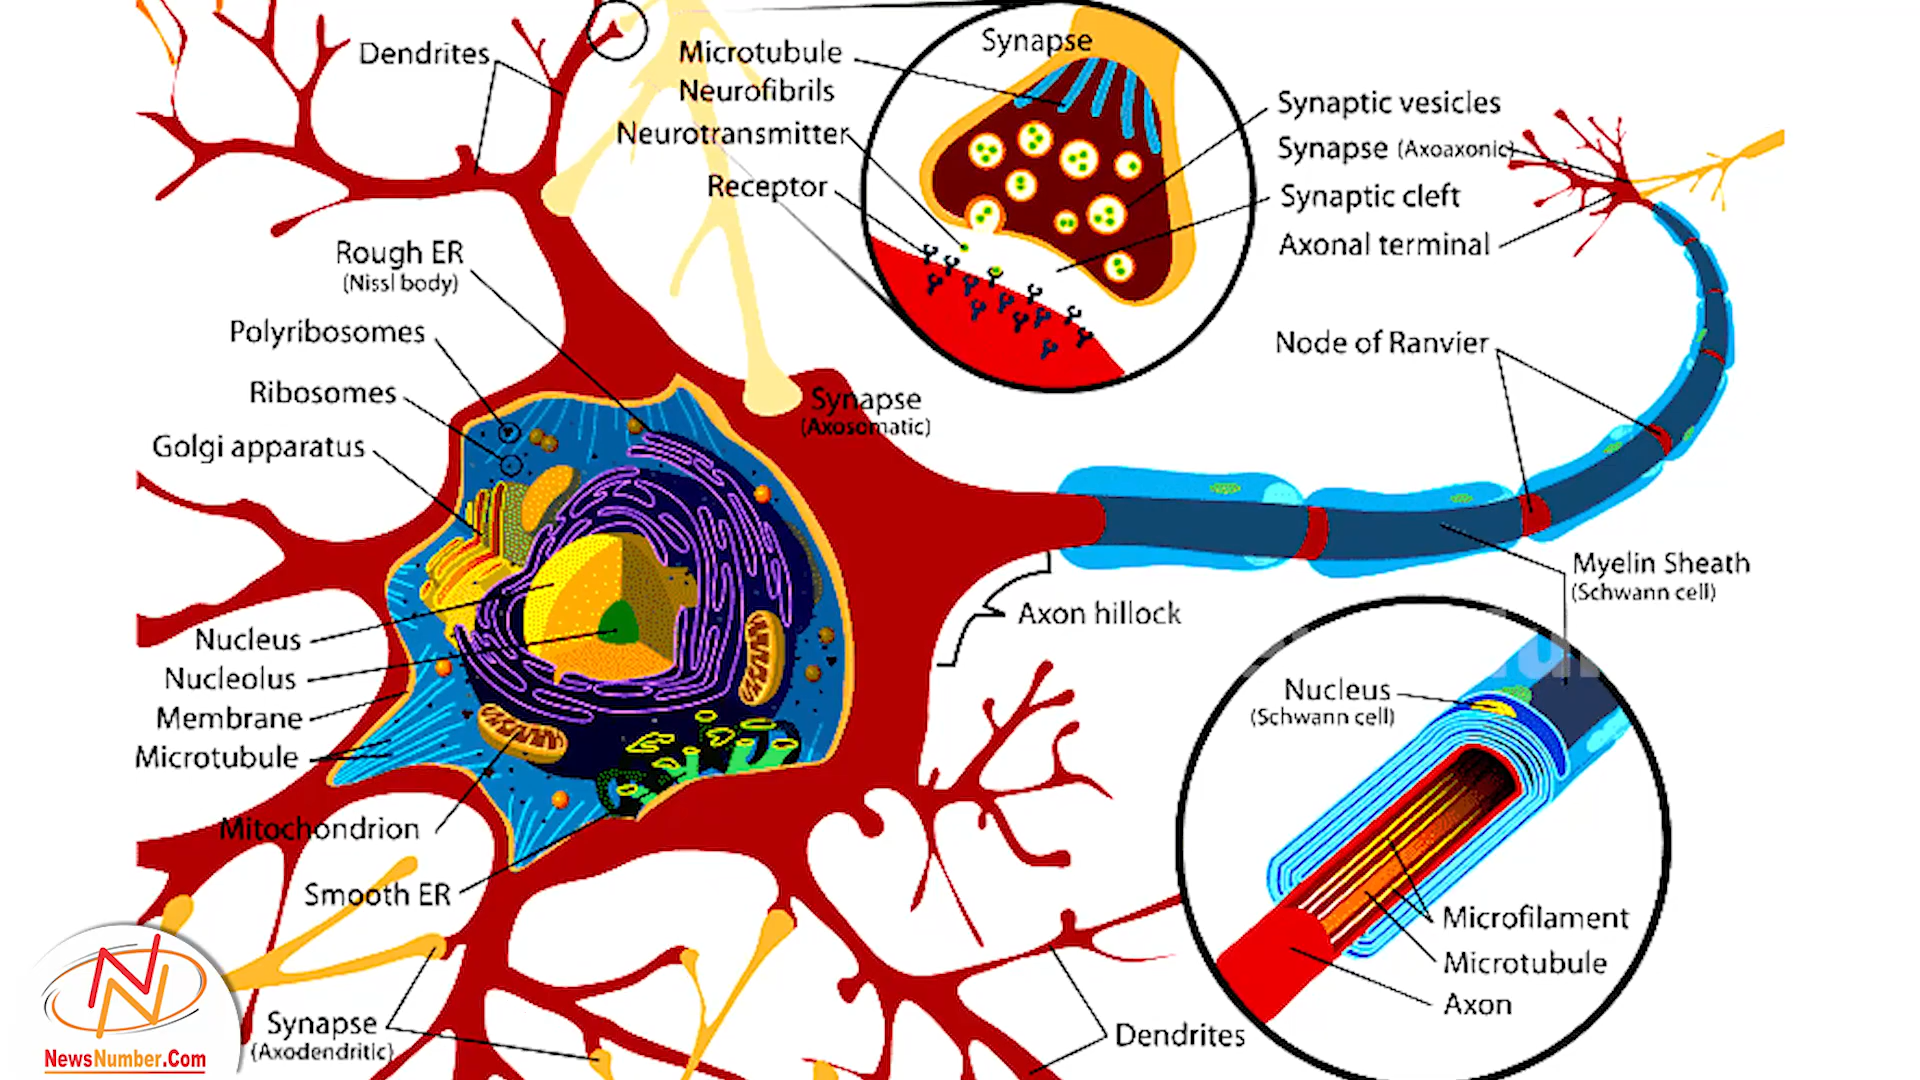 Dendrites
Microtubule
Neurofibrils
Neurotransmitter
Receptor
Synapse
Synaptic vesicles
Synapse (Axoaxonic)
Synaptic cleft
Axonal terminal
Rough ER
(Nissl body)
Polyribosomes
Ribosomes
Golgi apparatus
Synapse
(Axosomatic)
Node of Ranvier
Myelin Sheath
(Schwann cell)
Axon hillock
Nucleus
Nucleolus
Membrane
Microtubule
Mitochondrion
Smooth ER
Nucleus
(Schwann cell)
Microfilament
Microtubule
Axon
Synapse
(Axodendritic)
Dendrites
NN
NewsNumber.Com